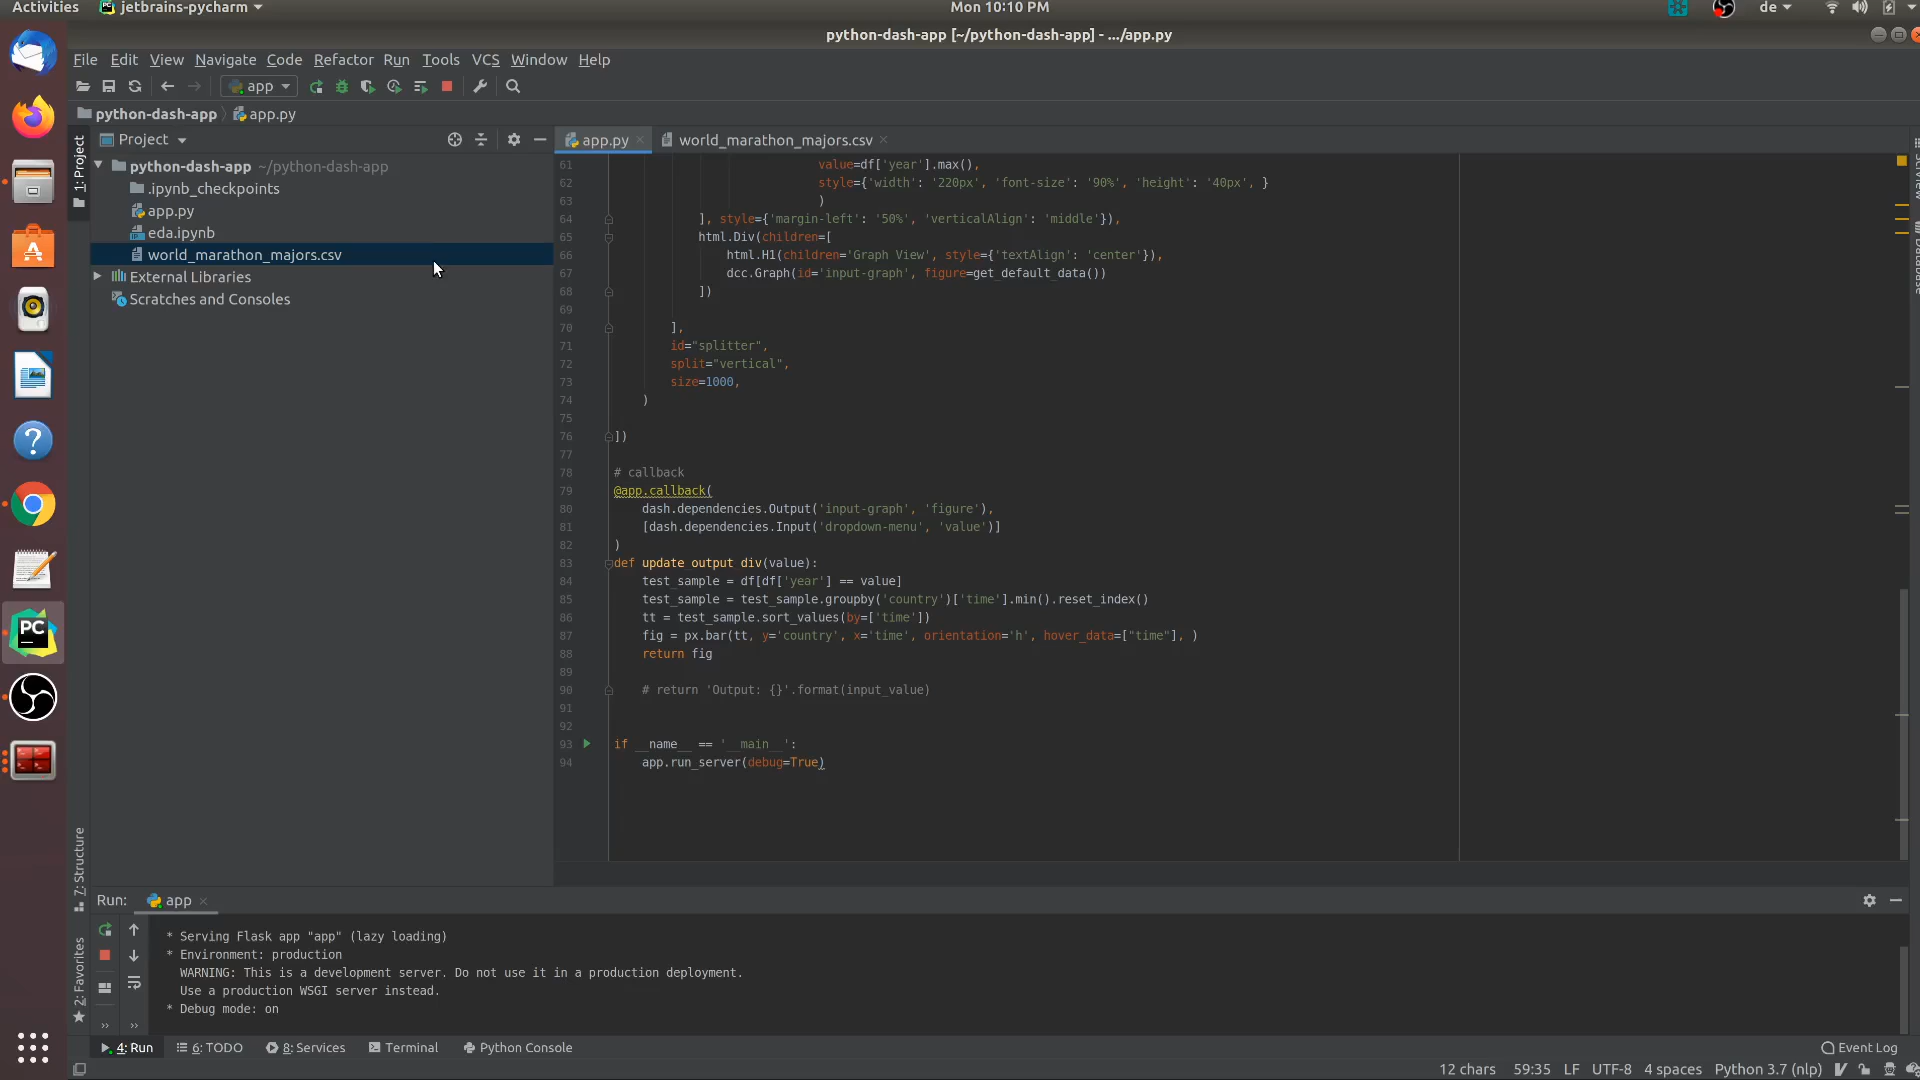 Activities jetbrains-pycharm Mon 10:10 PM de
python-dash-app [~/python-dash-app] - .../app.py
File Edit View Navigate Code Refactor Run Tools VCS Window Help
app
python-dash-app app.py
Project
app.py
world_marathon_majors.csv
1: Project
python-dash-app ~/python-dash-app
.ipynb_checkpoints
app.py
eda.ipynb
world_marathon_majors.csv
External Libraries
Scratches and Consoles
61 value=df['year'].max(),
62 style={'width': '220px', 'font-size': '90%', 'height': '40px', }
63 )
64 ], style={'margin-left': '50%', 'verticalAlign': 'middle'}),
65 html.Div(children=[
66 html.H1(children='Graph View', style={'textAlign': 'center'}),
67 dcc.Graph(id='input-graph', figure=get_default_data())
68 ])
69
70 ],
71 id="splitter",
72 split="vertical",
73 size=1000,
74 )
75
76 ])
77
78 # callback
79 @app.callback(
80 dash.dependencies.Output('input-graph', 'figure'),
81 [dash.dependencies.Input('dropdown-menu', 'value')]
82 )
83 def update_output_div(value):
84 test_sample = df[df['year'] == value]
85 test_sample = test_sample.groupby('country')['time'].min().reset_index()
86 tt = test_sample.sort_values(by=['time'])
87 fig = px.bar(tt, y='country', x='time', orientation='h', hover_data=["time"], )
88 return fig
89
90 # return 'Output: {}'.format(input_value)
91
92
93 if __name__ == '__main__':
94 app.run_server(debug=True)
Database
7: Structure
2: Favorites
Run: app
* Serving Flask app "app" (lazy loading)
* Environment: production
WARNING: This is a development server. Do not use it in a production deployment.
Use a production WSGI server instead.
* Debug mode: on
4: Run 6: TODO 8: Services Terminal Python Console Event Log
12 chars 59:35 LF UTF-8 4 spaces Python 3.7 (nlp)